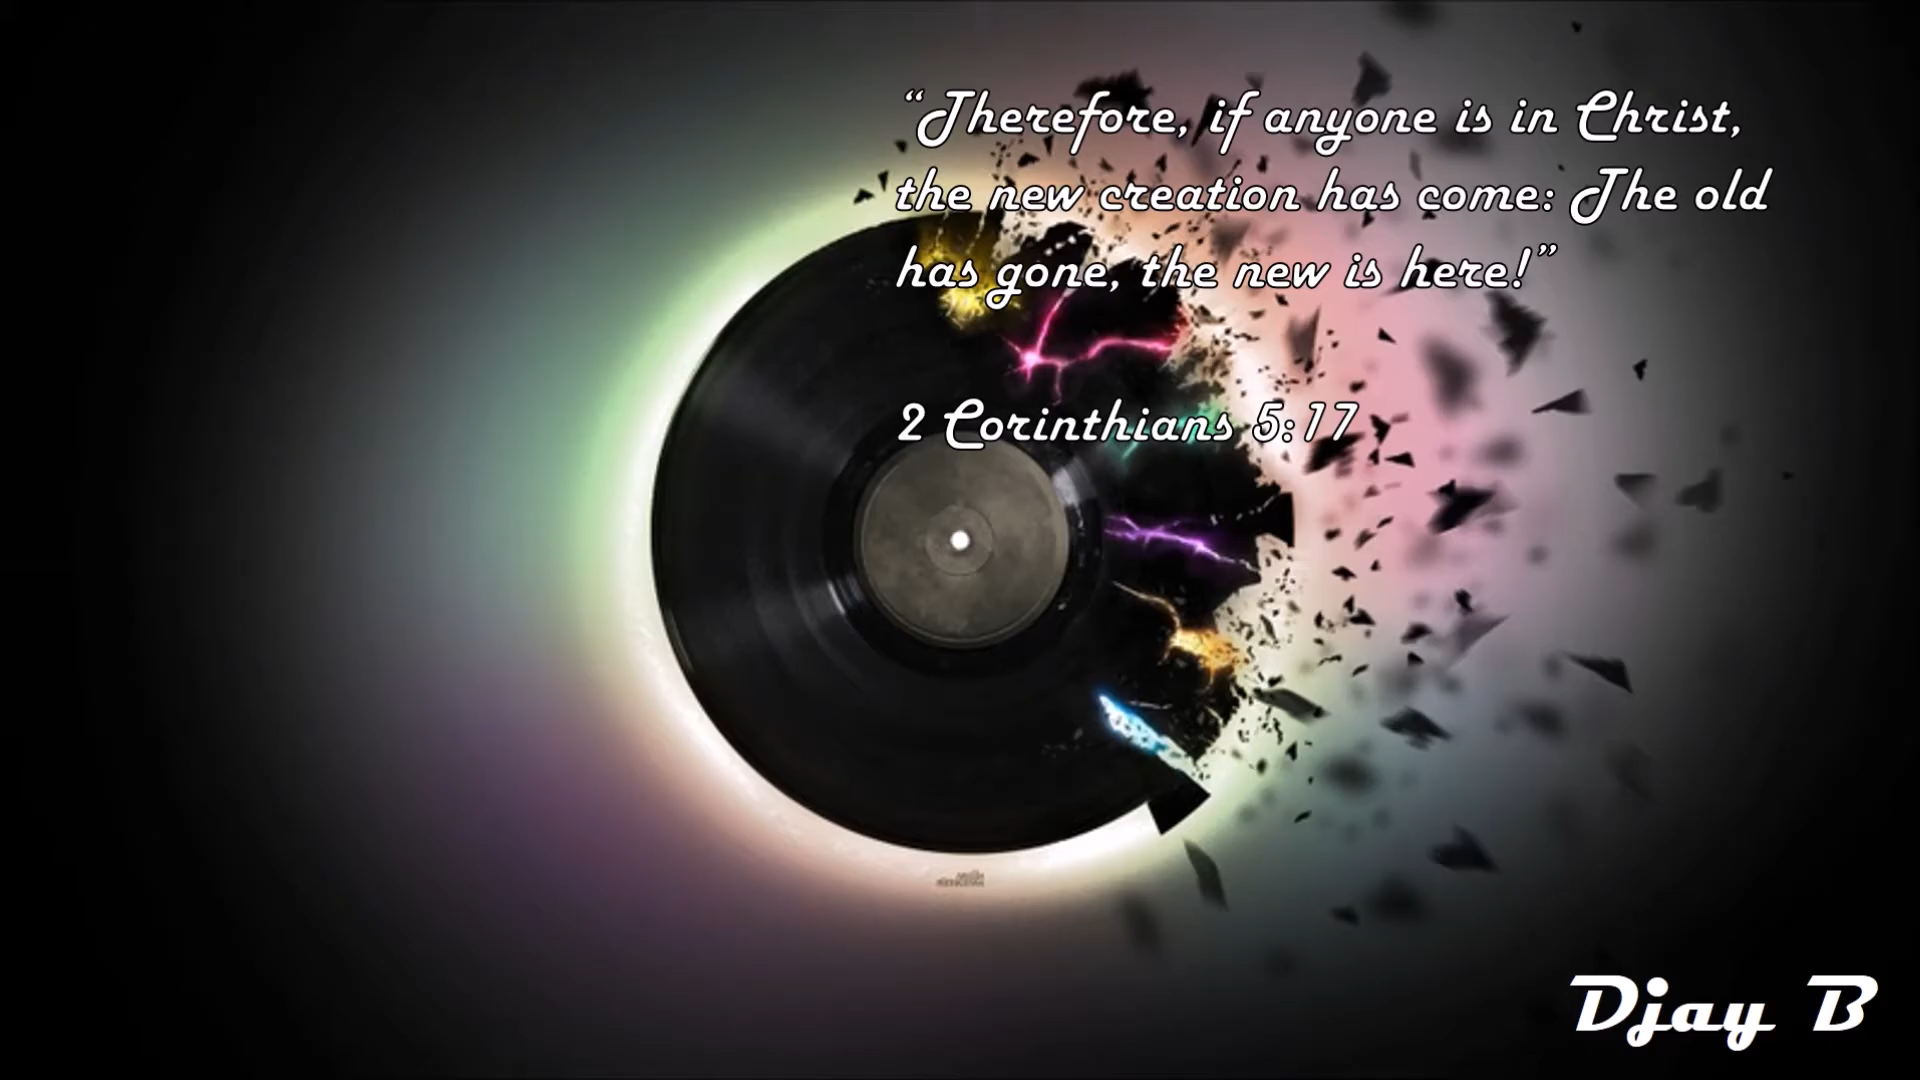 “Therefore, if anyone is in Christ,
the new creation has come: The old
has gone, the new is here!”
2 Corinthians 5:17
Djay B